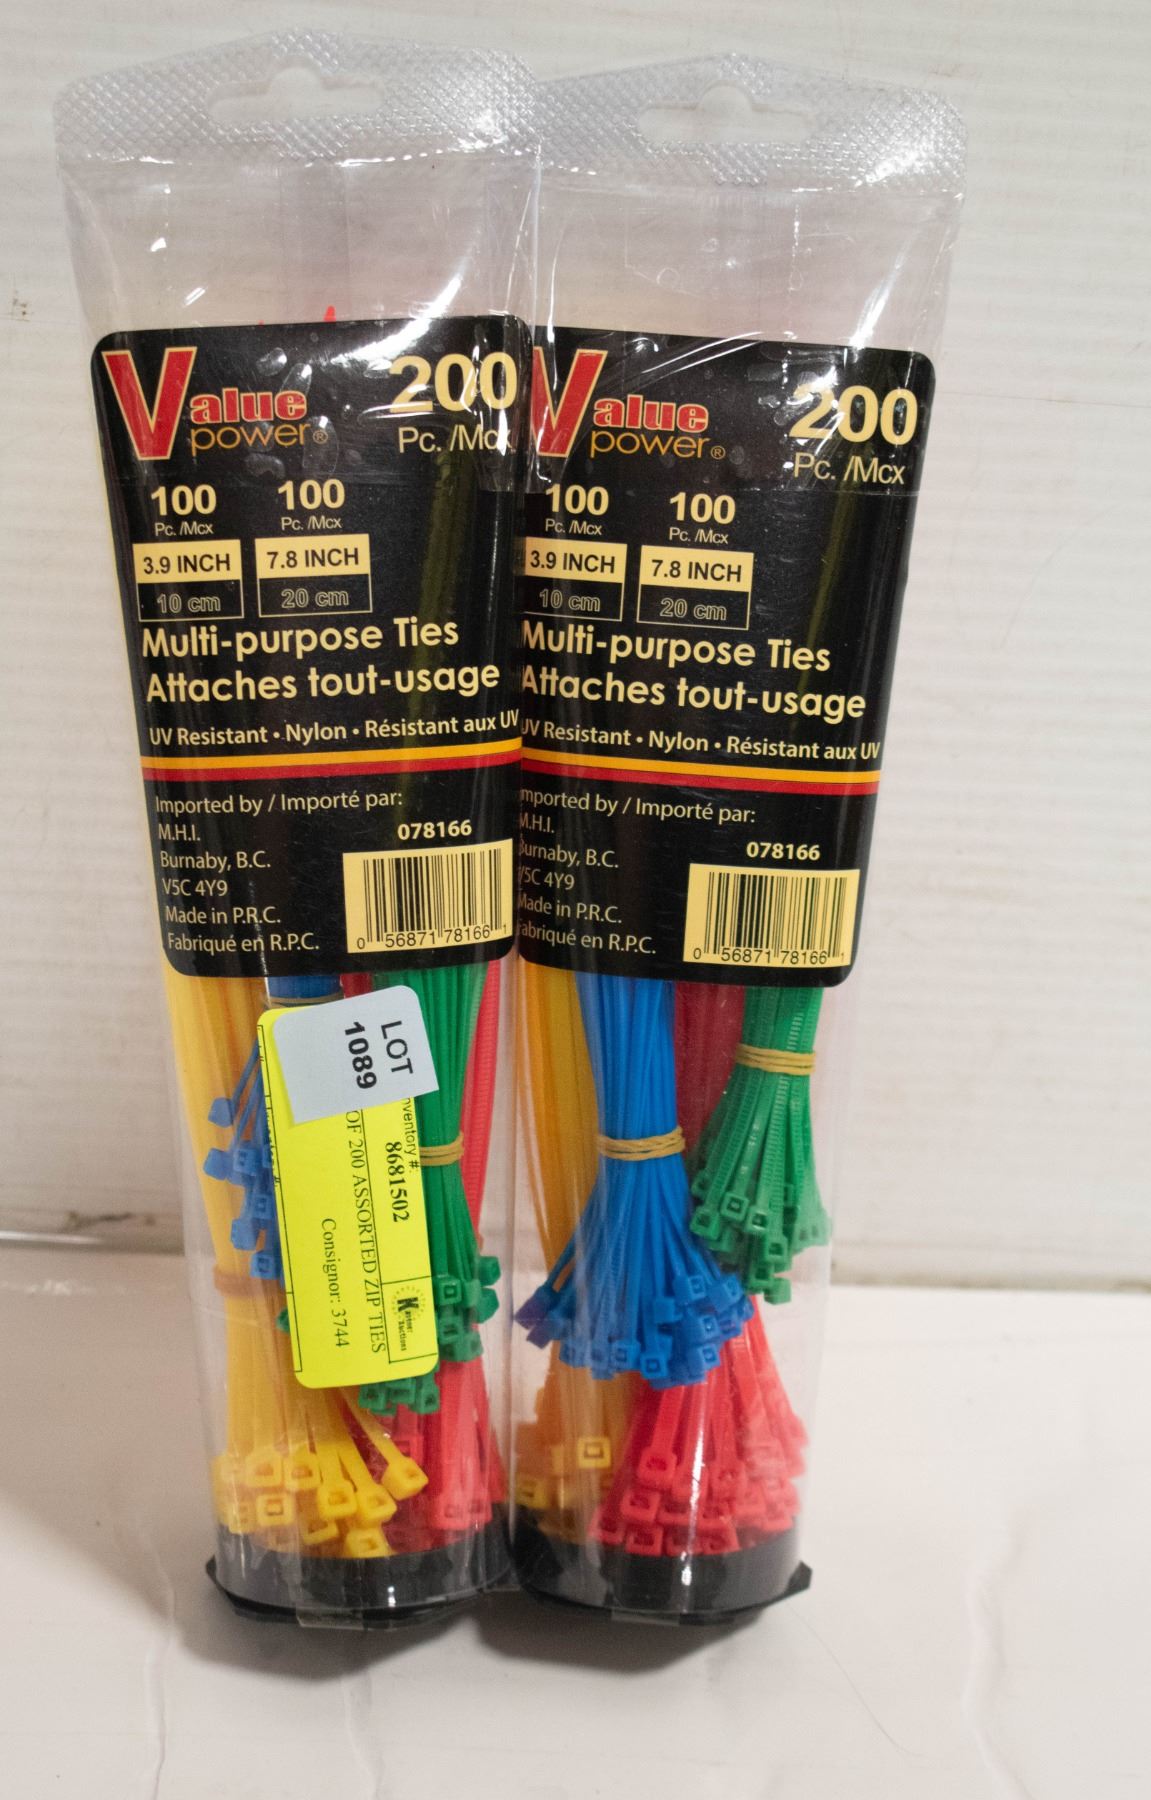 Value
power®
200
Pc. /Mcx
100
Pc. /Mcx
100
Pc. /Mcx
3.9 INCH
7.8 INCH
10 cm
20 cm
Multi-purpose Ties
Attaches tout-usage
UV Resistant • Nylon • Résistant aux UV
Imported by / Importé par:
M.H.I.
078166
Burnaby, B.C.
V5C 4Y9
Made in P.R.C.
Fabriqué en R.P.C.
0 56871 78166 1
LOT
1089
nventory #:
8681502
OF 200 ASSORTED ZIP TIES
Consignor: 3744
Value
power®
200
Pc. /Mcx
100
Pc. /Mcx
100
Pc. /Mcx
3.9 INCH
7.8 INCH
10 cm
20 cm
Multi-purpose Ties
Attaches tout-usage
UV Resistant • Nylon • Résistant aux UV
mported by / Importé par:
M.H.I.
078166
Burnaby, B.C.
V5C 4Y9
Made in P.R.C.
Fabriqué en R.P.C.
0 56871 78166 1